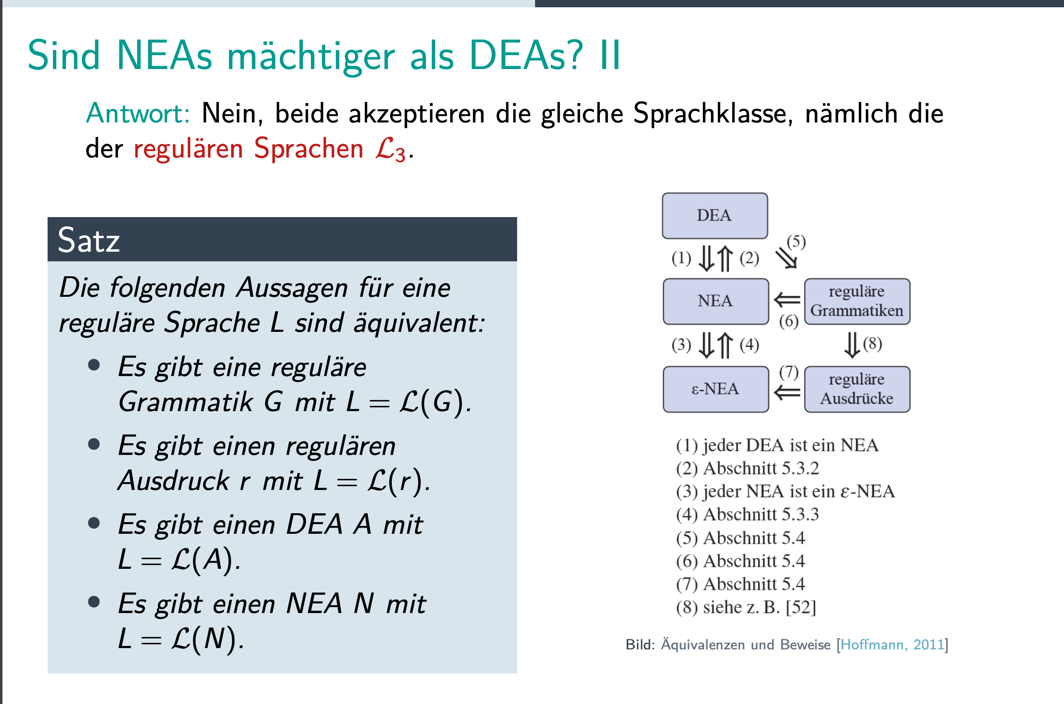 Sind NEAs mächtiger als DEAs? II
Antwort: Nein, beide akzeptieren die gleiche Sprachklasse, nämlich die
der regulären Sprachen ℒ₃.
Satz
Die folgenden Aussagen für eine
reguläre Sprache L sind äquivalent:
• Es gibt eine reguläre
Grammatik G mit L = ℒ(G).
• Es gibt einen regulären
Ausdruck r mit L = ℒ(r).
• Es gibt einen DEA A mit
L = ℒ(A).
• Es gibt einen NEA N mit
L = ℒ(N).
DEA
(1) ⇓⇑ (2) (5)
NEA ⇐ reguläre
Grammatiken
(6)
(3) ⇓⇑ (4) ⇓ (8)
(7)
ε-NEA ⇐ reguläre
Ausdrücke
(1) jeder DEA ist ein NEA
(2) Abschnitt 5.3.2
(3) jeder NEA ist ein ε-NEA
(4) Abschnitt 5.3.3
(5) Abschnitt 5.4
(6) Abschnitt 5.4
(7) Abschnitt 5.4
(8) siehe z. B. [52]
Bild: Äquivalenzen und Beweise [Hoffmann, 2011]